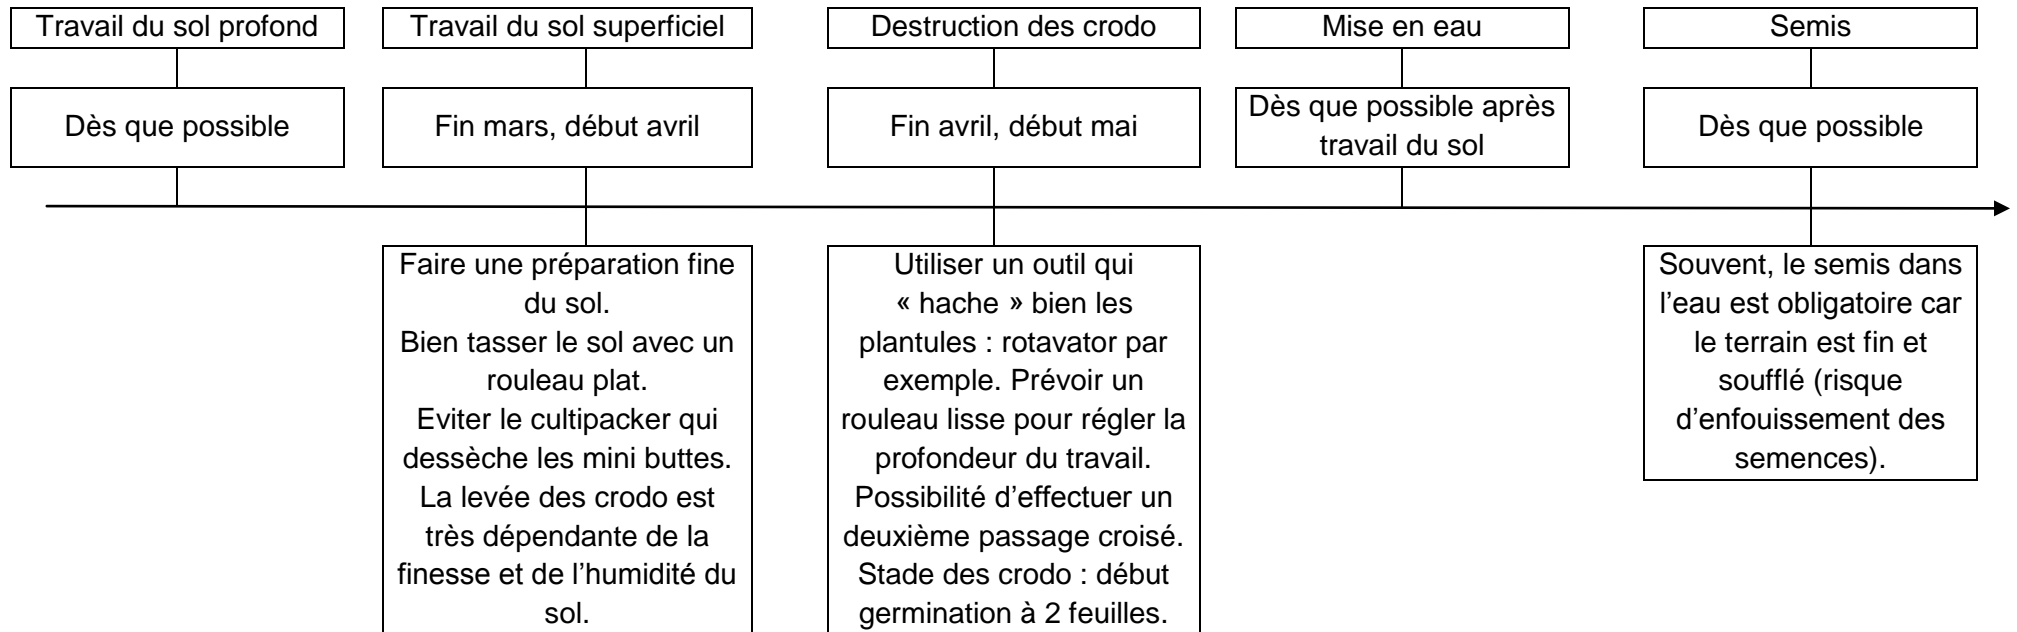 Travail du sol profond
Travail du sol superficiel
Destruction des crodo
Mise en eau
Semis
Dès que possible
Fin mars, début avril
Fin avril, début mai
Dès que possible après
travail du sol
Dès que possible
Faire une préparation fine
du sol.
Bien tasser le sol avec un
rouleau plat.
Eviter le cultipacker qui
dessèche les mini buttes.
La levée des crodo est
très dépendante de la
finesse et de l'humidité du
sol.
Utiliser un outil qui
« hache » bien les
plantules : rotavator par
exemple. Prévoir un
rouleau lisse pour régler la
profondeur du travail.
Possibilité d'effectuer un
deuxième passage croisé.
Stade des crodo : début
germination à 2 feuilles.
Souvent, le semis dans
l'eau est obligatoire car
le terrain est fin et
soufflé (risque
d'enfouissement des
semences).